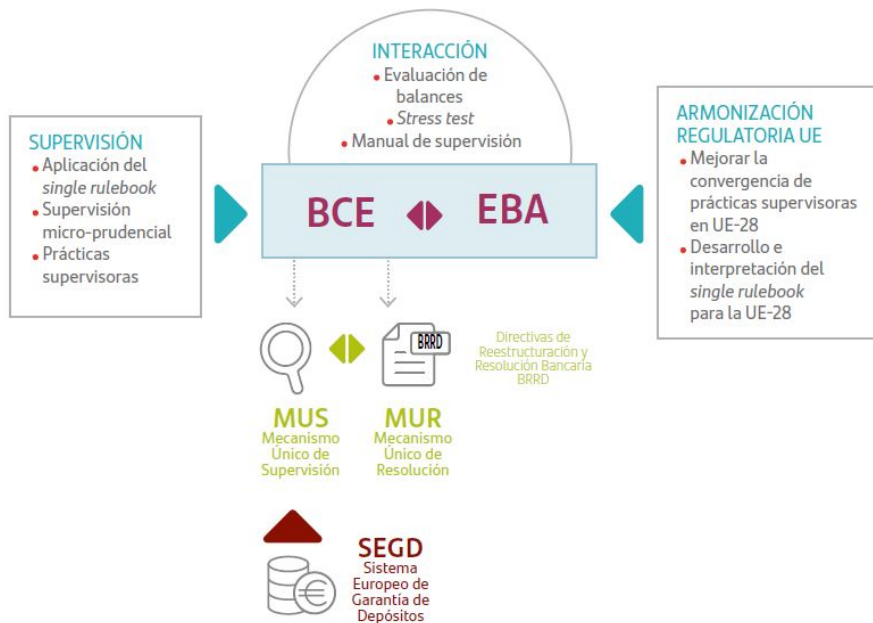 INTERACCIÓN
• Evaluación de
balances
• Stress test
• Manual de supervisión
SUPERVISIÓN
• Aplicación del
single rulebook
• Supervisión
micro-prudencial
• Prácticas
supervisoras
BCE
EBA
ARMONIZACIÓN
REGULATORIA UE
• Mejorar la
convergencia de
prácticas supervisoras
en UE-28
• Desarrollo e
interpretación del
single rulebook
para la UE-28
BRRD
Directivas de
Reestructuración y
Resolución Bancaria
BRRD
MUS
Mecanismo
Único de
Supervisión
MUR
Mecanismo
Único de
Resolución
SEGD
Sistema
Europeo de
Garantía de
Depósitos
€